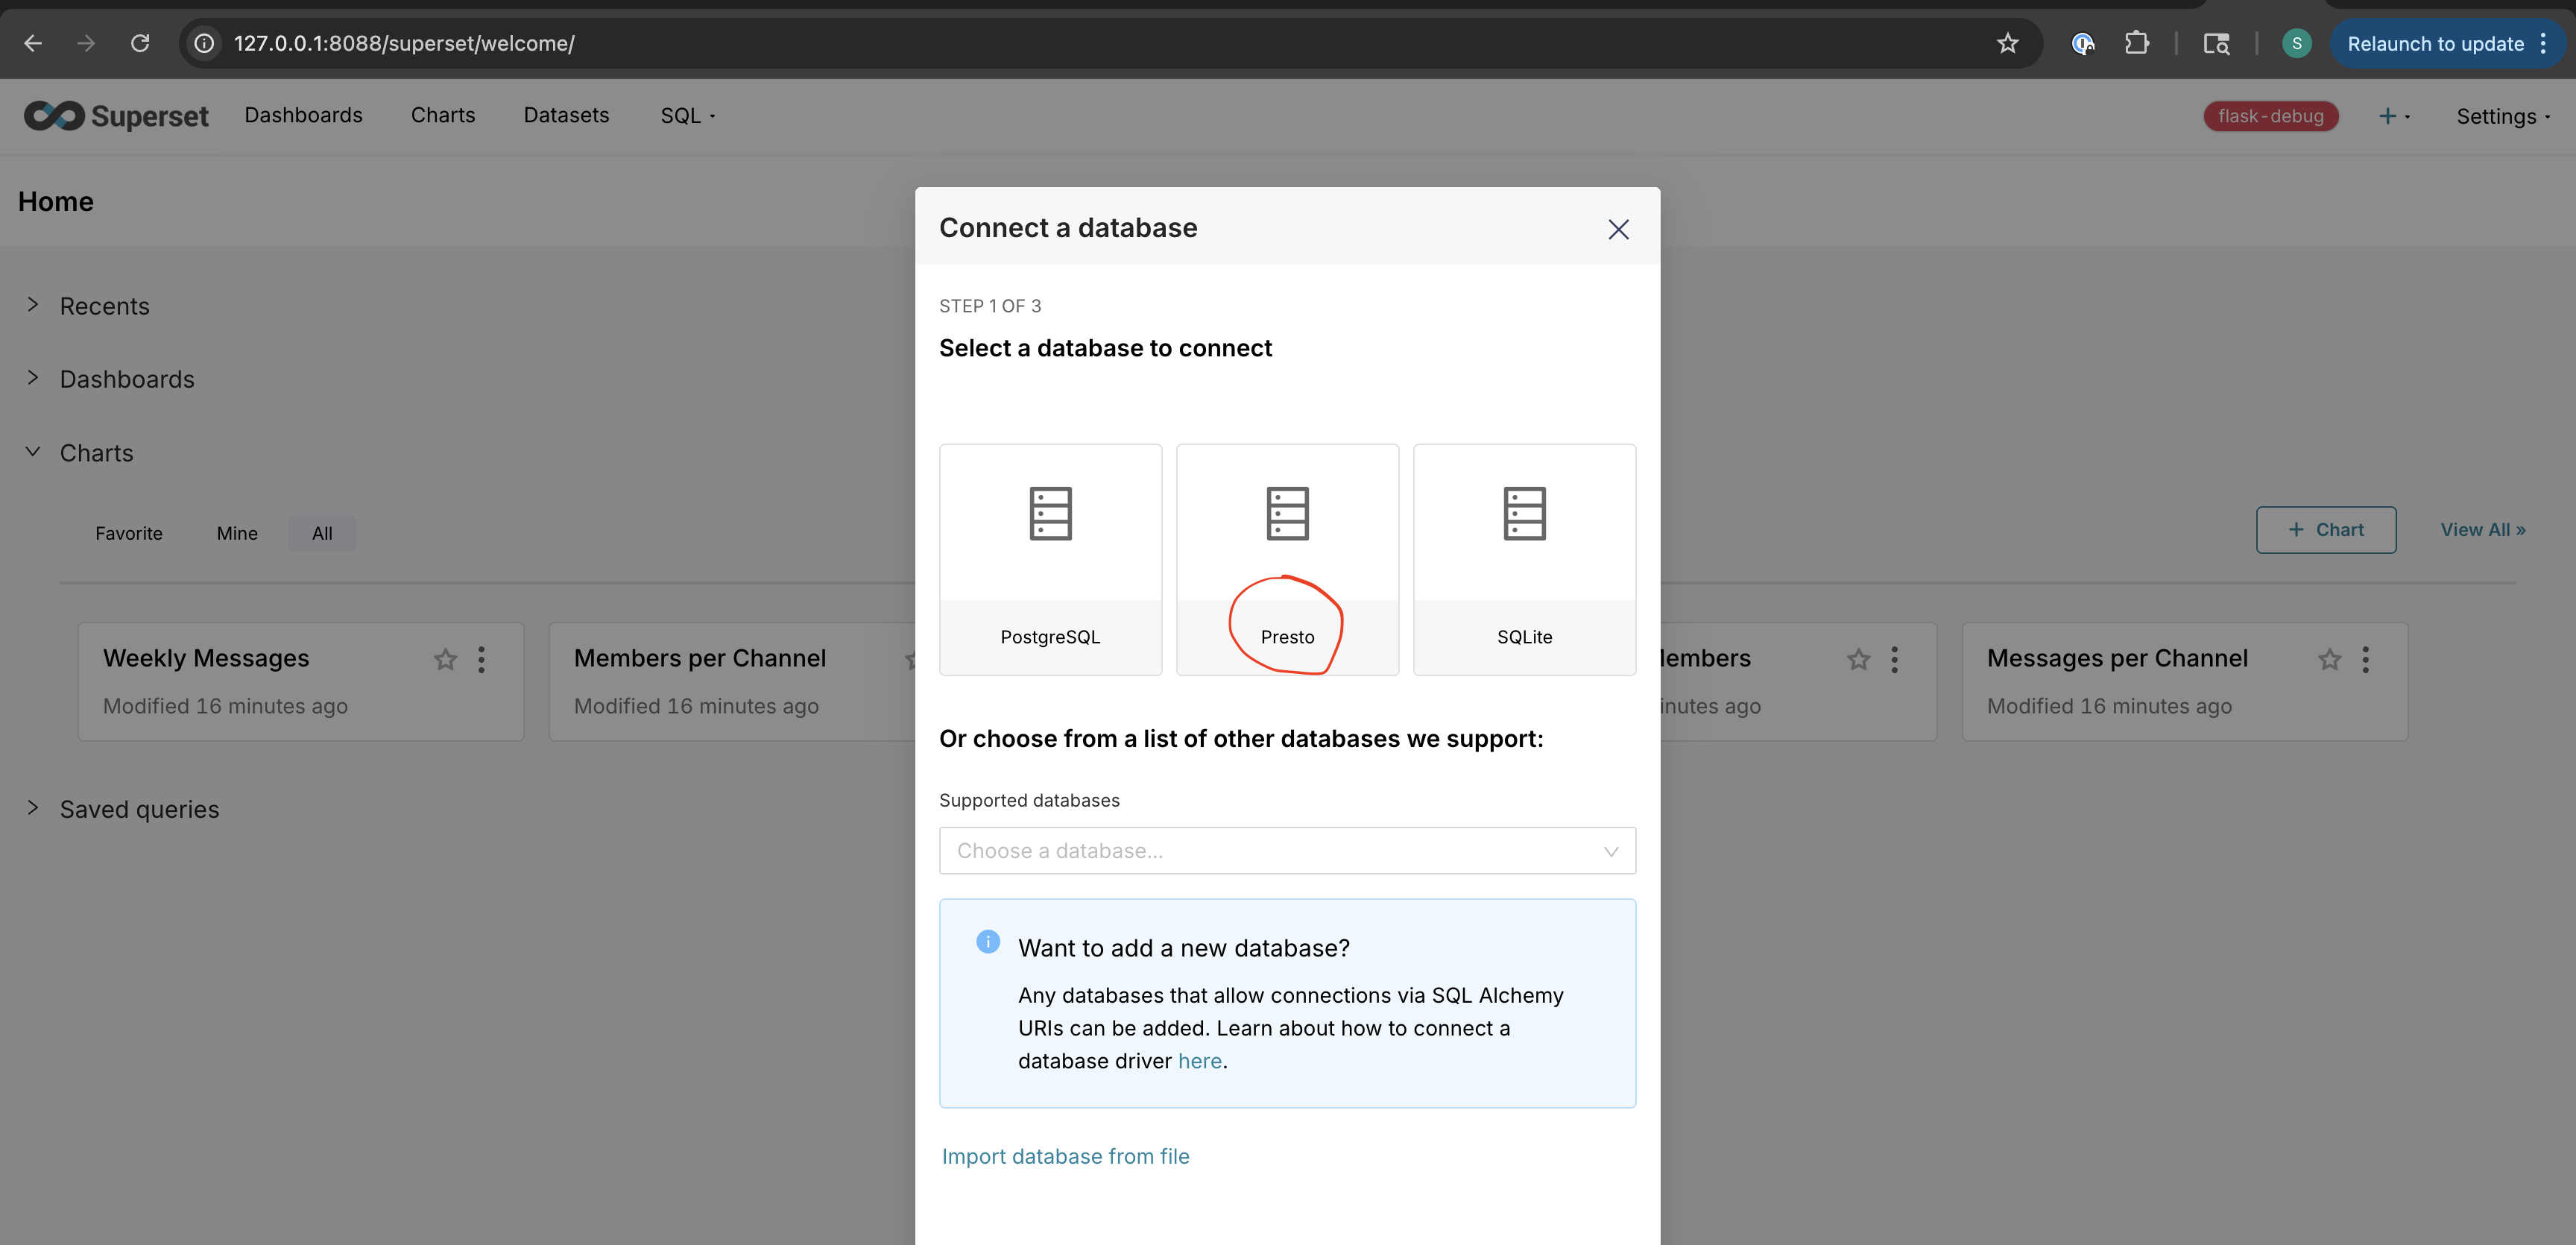 127.0.0.1:8088/superset/welcome/
S
Relaunch to update
Superset
Dashboards
Charts
Datasets
SQL
flask-debug
Settings
Home
Connect a database
STEP 1 OF 3
Select a database to connect
Recents
Dashboards
Charts
Favorite
Mine
All
+ Chart
View All »
PostgreSQL
Presto
SQLite
Weekly Messages
Modified 16 minutes ago
Members per Channel
Modified 16 minutes ago
Messages per Channel
Modified 16 minutes ago
Or choose from a list of other databases we support:
Supported databases
Choose a database...
Saved queries
Want to add a new database?
Any databases that allow connections via SQL Alchemy
URIs can be added. Learn about how to connect a
database driver here.
Import database from file